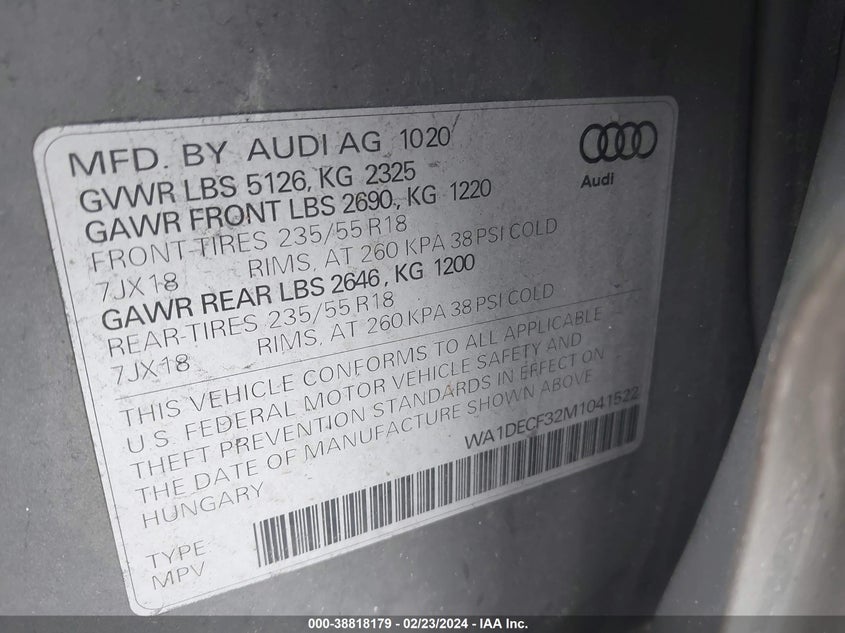 MFD. BY AUDI AG 1020
GVWR LBS 5126, KG 2325
GAWR FRONT LBS 2690, KG 1220
FRONT-TIRES 235/55 R18
7JX18 RIMS, AT 260 KPA 38 PSI COLD
GAWR REAR LBS 2646, KG 1200
REAR-TIRES 235/55 R18
7JX18 RIMS, AT 260 KPA 38 PSI COLD
THIS VEHICLE CONFORMS TO ALL APPLICABLE
U.S. FEDERAL MOTOR VEHICLE SAFETY AND
THEFT PREVENTION STANDARDS IN EFFECT ON
THE DATE OF MANUFACTURE SHOWN ABOVE
HUNGARY
WA1DECF32M1041522
TYPE
MPV
Audi
000-38818179 - 02/23/2024 - IAA Inc.